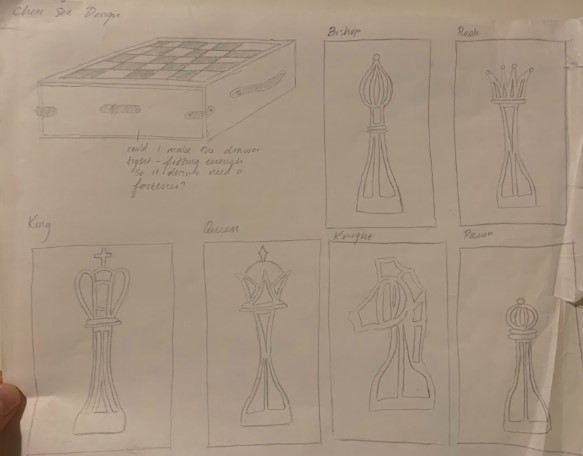 Chess Set Design
Bishop
Rook
could I make the drawer
tight-fitting enough
so it doesn't need a
fastener?
King
Queen
Knight
Pawn